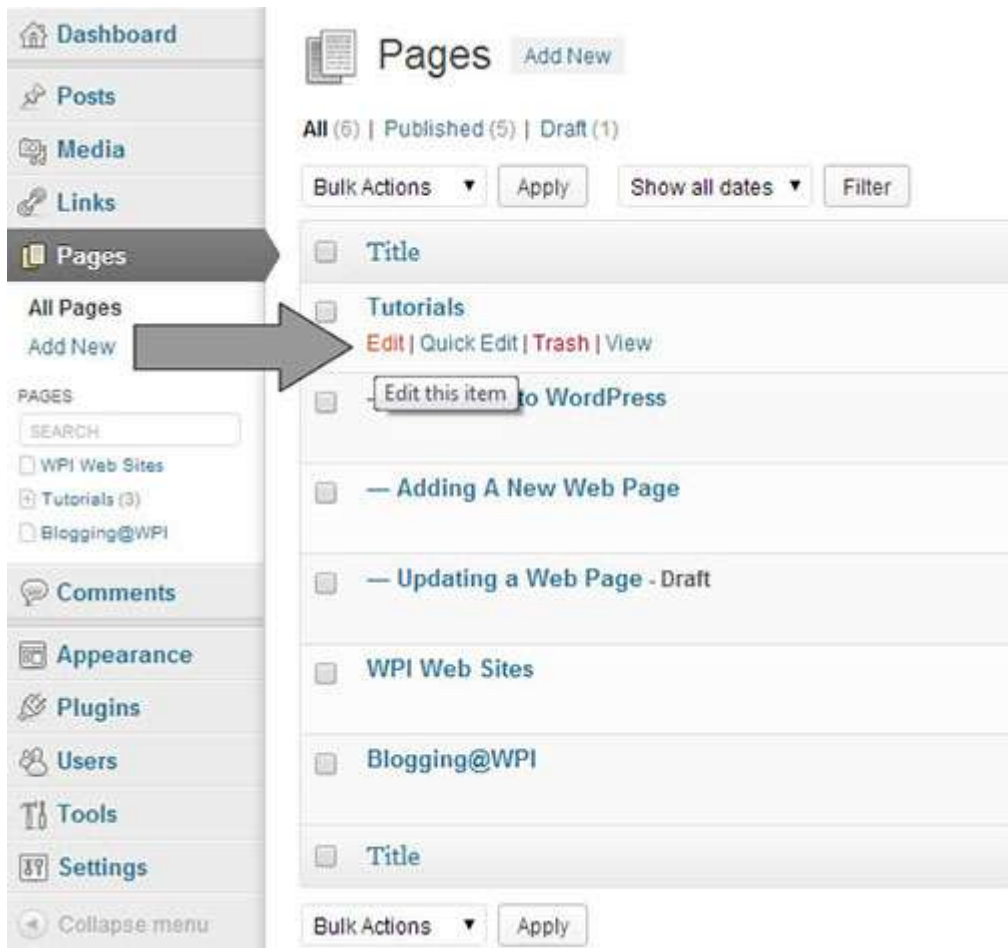 Dashboard
Posts
Media
Links
Pages
All Pages
Add New
PAGES
SEARCH
WPI Web Sites
Tutorials (3)
Blogging@WPI
Comments
Appearance
Plugins
Users
Tools
Settings
Collapse menu
Pages Add New
All (6) | Published (5) | Draft (1)
Bulk Actions Apply Show all dates Filter
Title
Tutorials
Edit | Quick Edit | Trash | View
Edit this item
to WordPress
— Adding A New Web Page
— Updating a Web Page - Draft
WPI Web Sites
Blogging@WPI
Title
Bulk Actions Apply